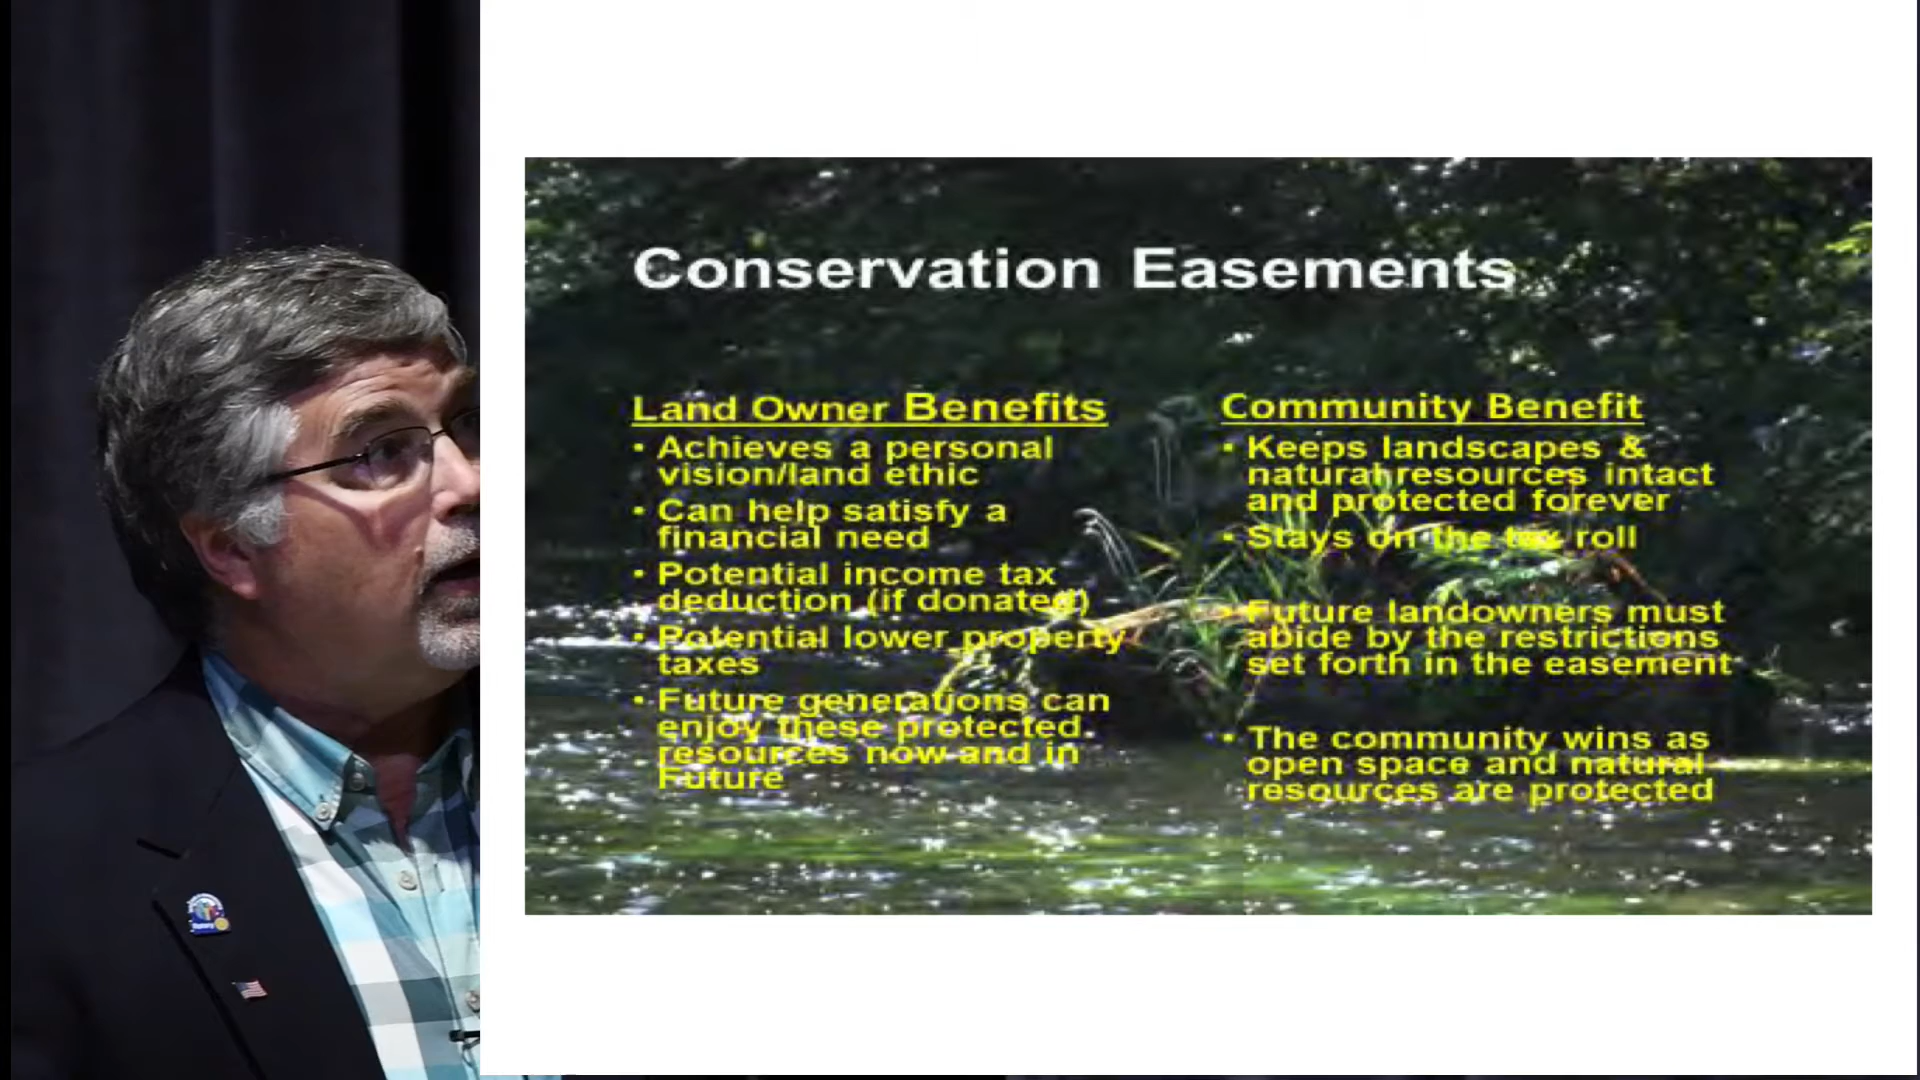 Conservation Easements
Land Owner Benefits
• Achieves a personal
vision/land ethic
• Can help satisfy a
financial need
• Potential income tax
deduction (if donated)
• Potential lower property
taxes
• Future generations can
enjoy these protected
resources now and in
Future
Community Benefit
• Keeps landscapes &
natural resources intact
and protected forever
• Stays on the tax roll
• Future landowners must
abide by the restrictions
set forth in the easement
• The community wins as
open space and natural
resources are protected
Rotary